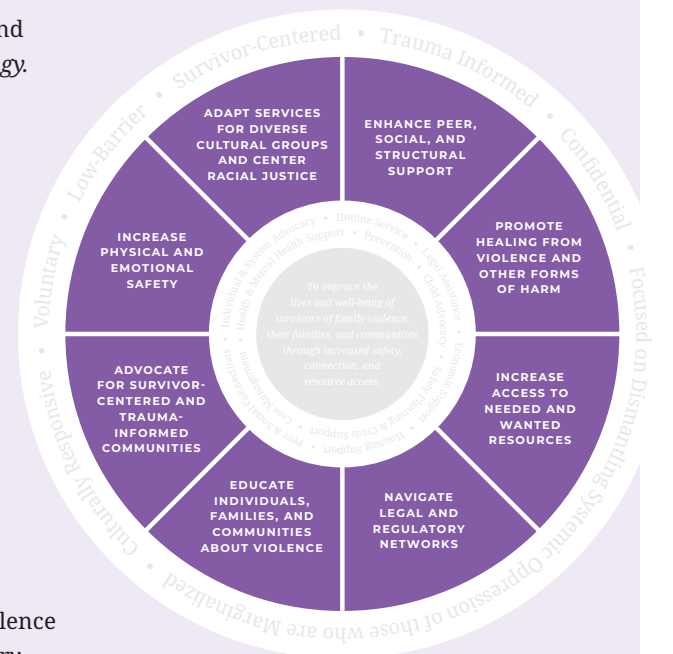 nd
gy.
Survivor-Centered • Trauma Informed • Confidential • Focused on Dismantling Systemic Oppression of those who are Marginalized • Culturally Responsive • Voluntary • Low-Barrier •
ADAPT SERVICES
FOR DIVERSE
CULTURAL GROUPS
AND CENTER
RACIAL JUSTICE
ENHANCE PEER,
SOCIAL, AND
STRUCTURAL
SUPPORT
PROMOTE
HEALING FROM
VIOLENCE AND
OTHER FORMS
OF HARM
INCREASE
ACCESS TO
NEEDED AND
WANTED
RESOURCES
NAVIGATE
LEGAL AND
REGULATORY
NETWORKS
EDUCATE
INDIVIDUALS,
FAMILIES, AND
COMMUNITIES
ABOUT VIOLENCE
ADVOCATE
FOR SURVIVOR-
CENTERED AND
TRAUMA-
INFORMED
COMMUNITIES
INCREASE
PHYSICAL AND
EMOTIONAL
SAFETY
Individual & System Advocacy • Hotline Service • Legal Assistance • Economic Support • Housing Support • Peer & Social Connections •
Health & Mental Health Support • Prevention • Child Advocacy • Safety Planning & Crisis Support • Case Management •
To improve the
lives and well-being of
survivors of family violence,
their families, and communities
through increased safety,
connection, and
resource access.
lence